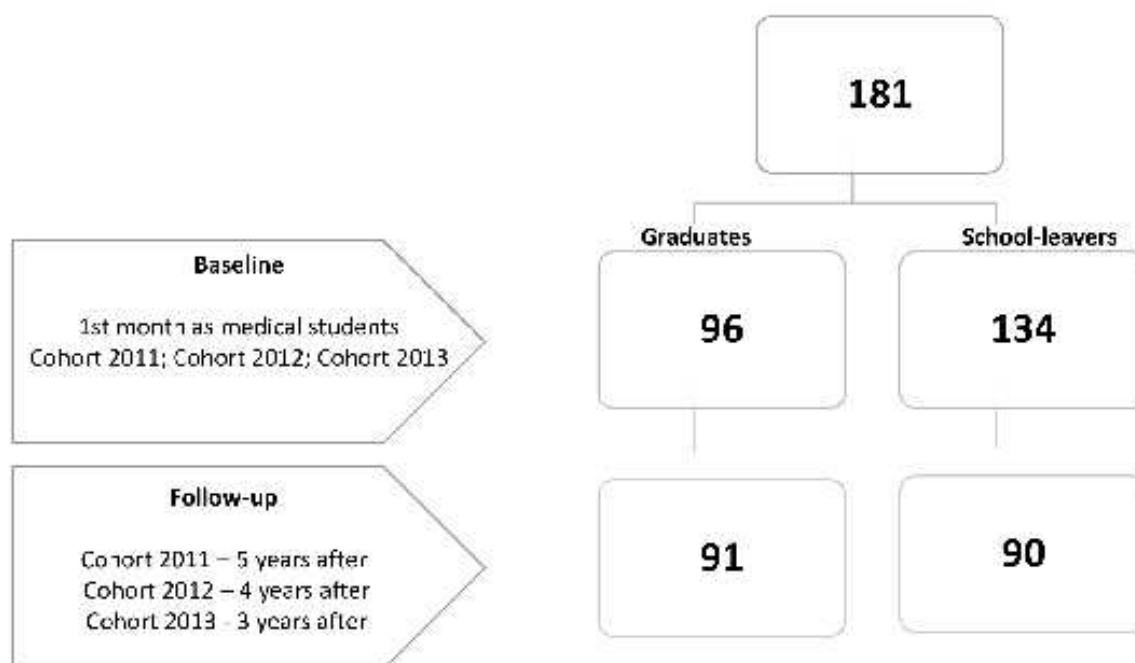 181
Graduates
School-leavers
Baseline
1st month as medical students
Cohort 2011; Cohort 2012; Cohort 2013
96
134
Follow-up
Cohort 2011 – 5 years after
Cohort 2012 – 4 years after
Cohort 2013 - 3 years after
91
90